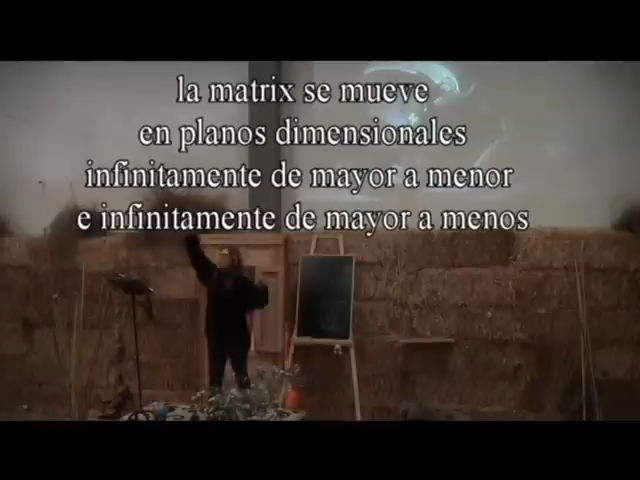 la matrix se mueve
en planos dimensionales
infinitamente de mayor a menor
e infinitamente de mayor a menos